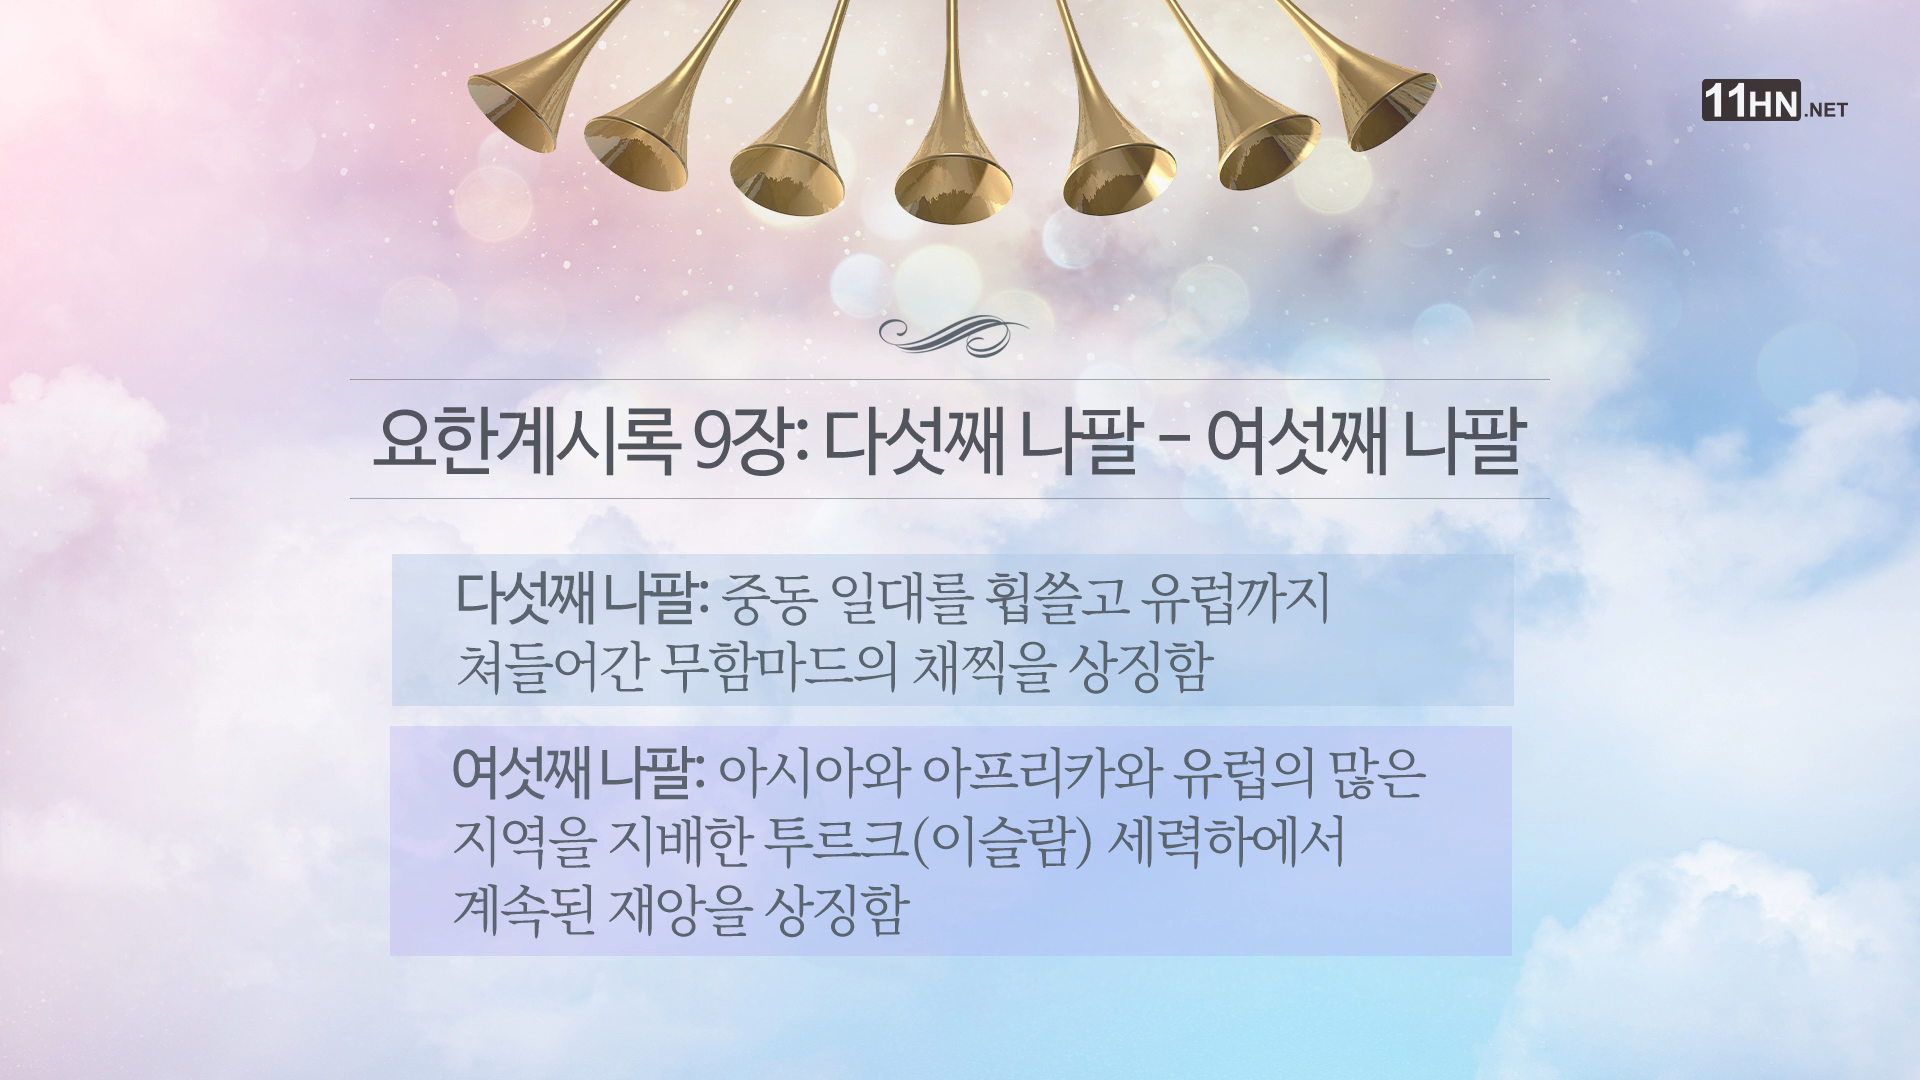 11HN.NET
요한계시록 9장: 다섯째 나팔 - 여섯째 나팔
다섯째 나팔: 중동 일대를 휩쓸고 유럽까지
쳐들어간 무함마드의 채찍을 상징함
여섯째 나팔: 아시아와 아프리카와 유럽의 많은
지역을 지배한 투르크(이슬람) 세력하에서
계속된 재앙을 상징함